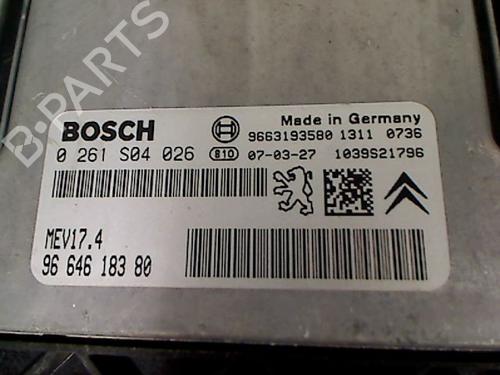 B-PARTS
Made in Germany
BOSCH
9663193580 1311 0736
0 261 S04 026
B10
07-03-27 1039S21796
MEV17.4
96 646 183 80